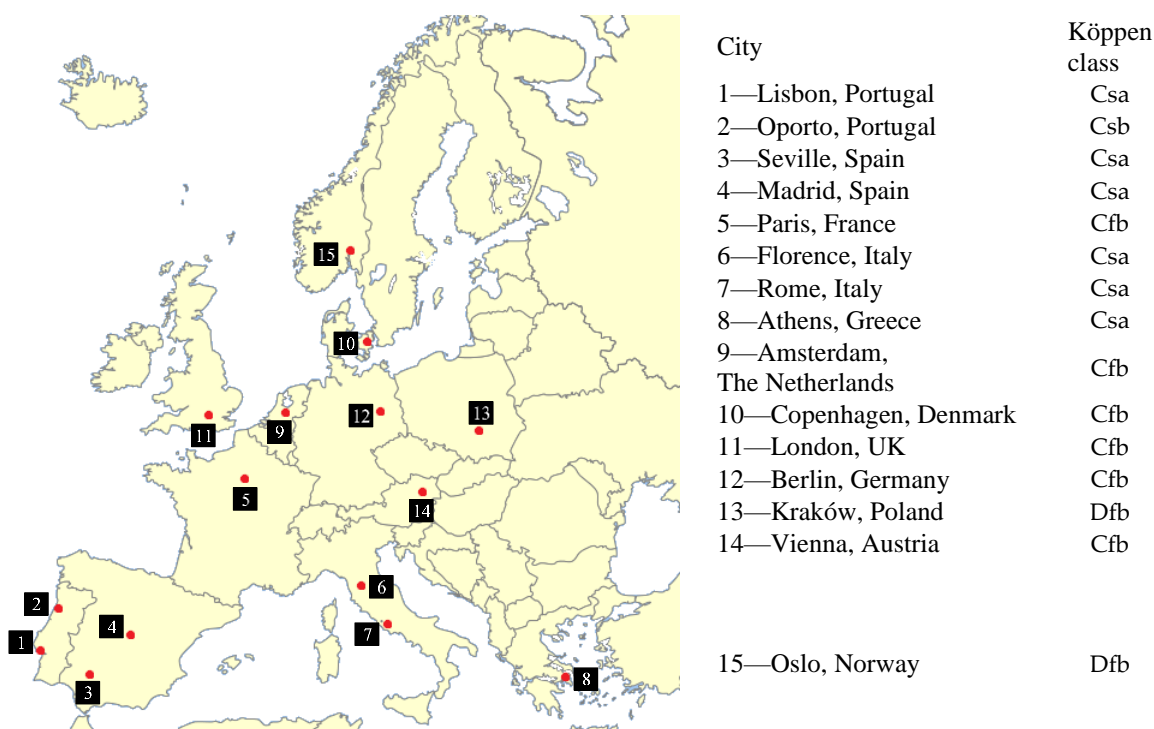 City
Köppen
class
1—Lisbon, Portugal Csa
2—Oporto, Portugal Csb
3—Seville, Spain Csa
4—Madrid, Spain Csa
5—Paris, France Cfb
6—Florence, Italy Csa
7—Rome, Italy Csa
8—Athens, Greece Csa
9—Amsterdam,
The Netherlands Cfb
10—Copenhagen, Denmark Cfb
11—London, UK Cfb
12—Berlin, Germany Cfb
13—Kraków, Poland Dfb
14—Vienna, Austria Cfb
15—Oslo, Norway Dfb
15
10
13
12
11
9
5
14
6
2
4
7
1
8
3